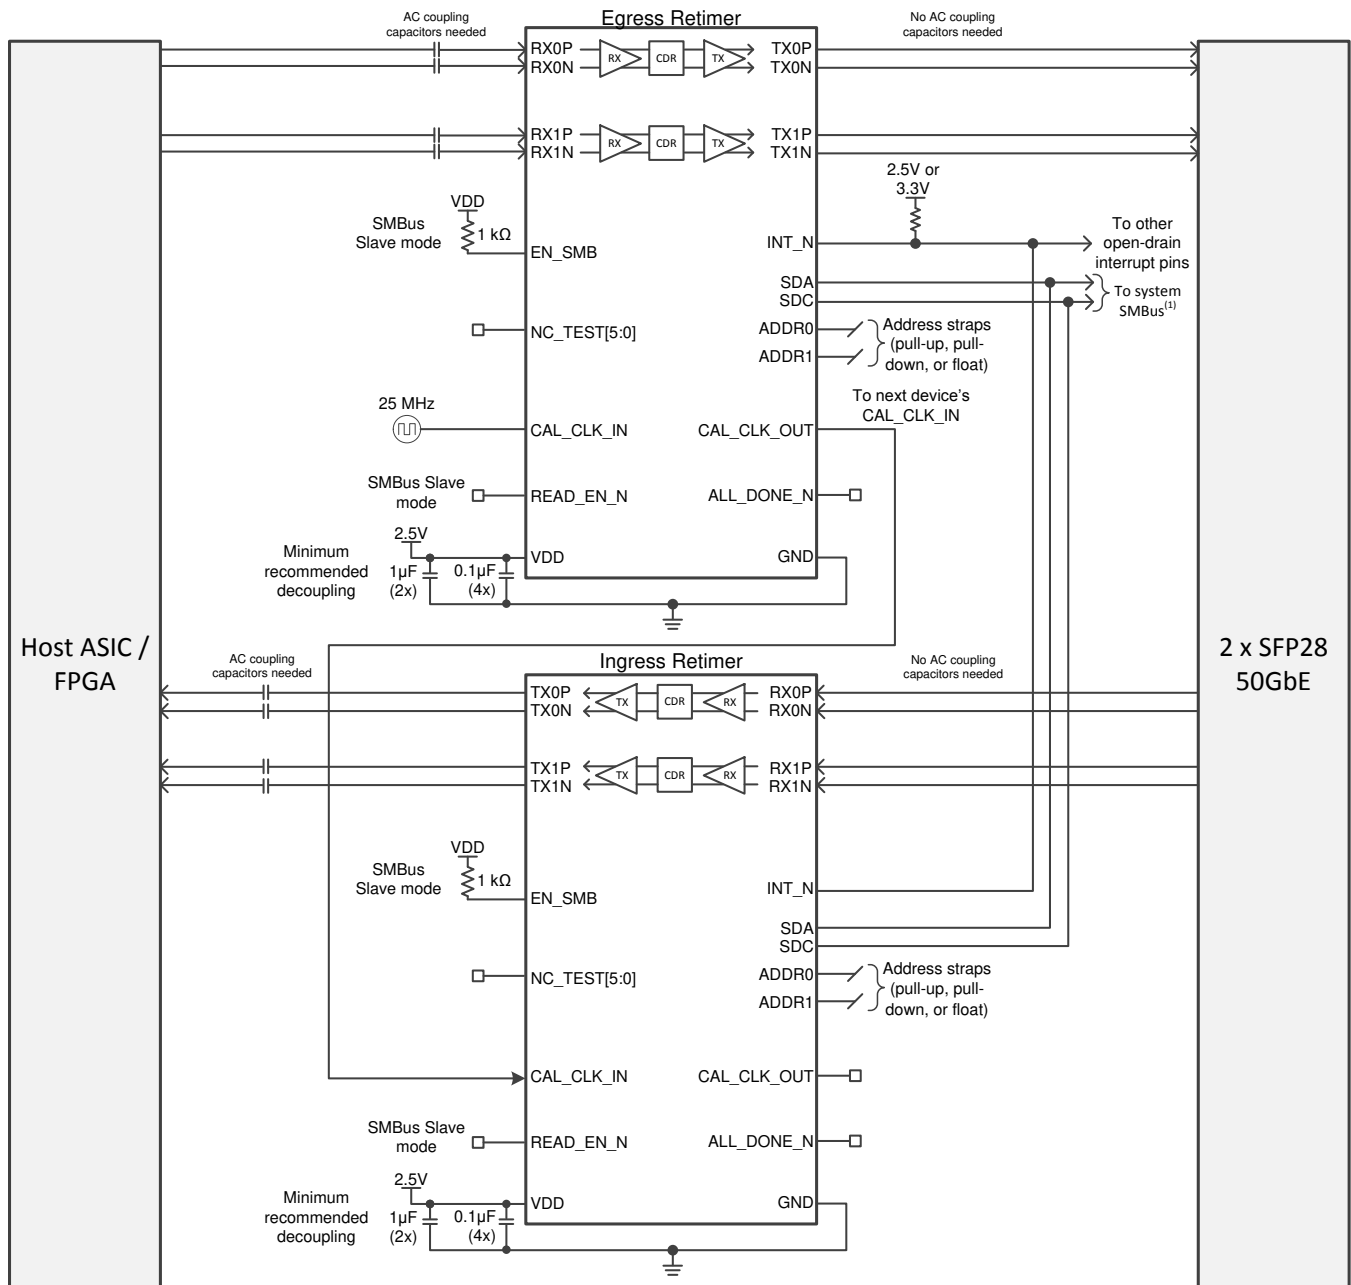 Egress Retimer
AC coupling
capacitors needed
No AC coupling
capacitors needed
RX0P
RX0N
RX
CDR
TX
TX0P
TX0N
RX1P
RX1N
RX
CDR
TX
TX1P
TX1N
2.5V or
3.3V
VDD
1 kΩ
SMBus
Slave mode
EN_SMB
INT_N
To other
open-drain
interrupt pins
SDA
SDC
To system
SMBus(1)
NC_TEST[5:0]
ADDR0
ADDR1
Address straps
(pull-up, pull-
down, or float)
To next device's
CAL_CLK_IN
25 MHz
CAL_CLK_IN
CAL_CLK_OUT
SMBus Slave
mode
READ_EN_N
ALL_DONE_N
2.5V
Minimum
recommended
decoupling
1µF
(2x)
0.1µF
(4x)
VDD
GND
Host ASIC /
FPGA
2 x SFP28
50GbE
Ingress Retimer
AC coupling
capacitors needed
No AC coupling
capacitors needed
TX0P
TX0N
TX
CDR
RX
RX0P
RX0N
TX1P
TX1N
TX
CDR
RX
RX1P
RX1N
VDD
1 kΩ
SMBus
Slave mode
EN_SMB
INT_N
SDA
SDC
NC_TEST[5:0]
ADDR0
ADDR1
Address straps
(pull-up, pull-
down, or float)
CAL_CLK_IN
CAL_CLK_OUT
SMBus Slave
mode
READ_EN_N
ALL_DONE_N
2.5V
Minimum
recommended
decoupling
1µF
(2x)
0.1µF
(4x)
VDD
GND